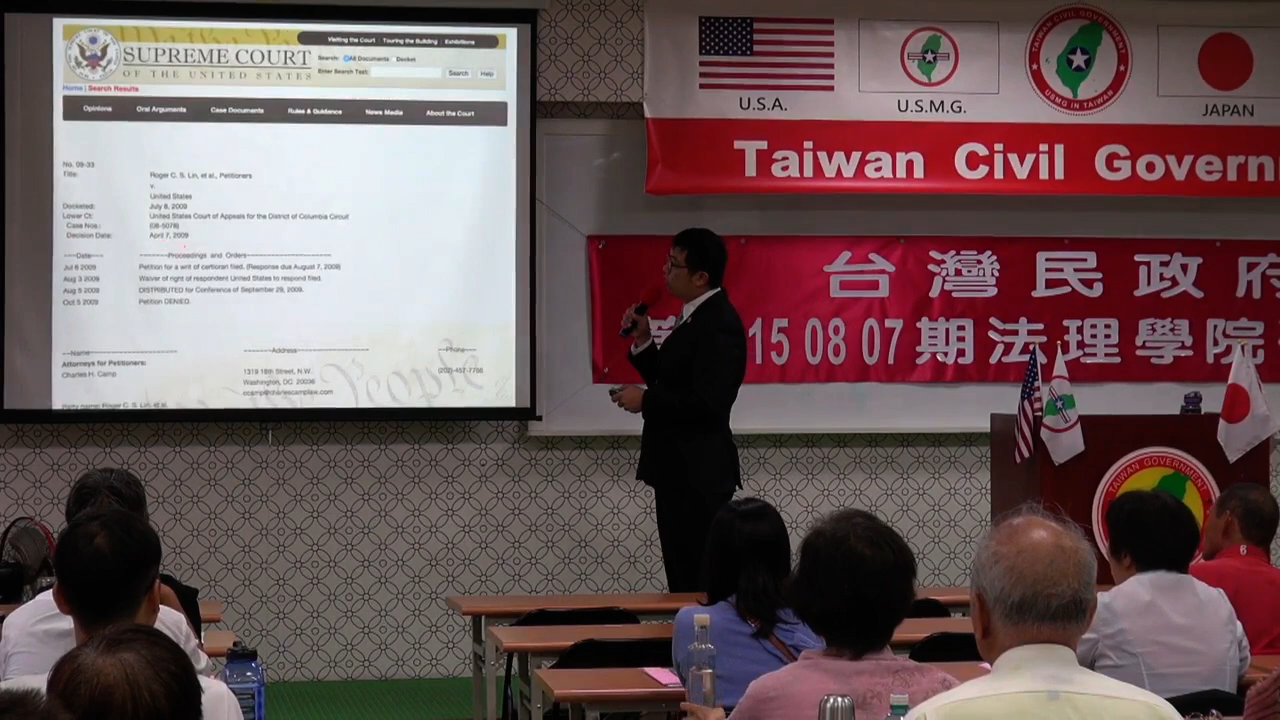 SUPREME COURT
OF THE UNITED STATES
Visiting the Court | Touring the Building | Exhibitions
Search: All Documents Docket
Enter Search Text: Search Help
Home | Search Results
Opinions Oral Arguments Case Documents Rules & Guidance News Media About the Court
No. 09-33
Title: Roger C. S. Lin, et al., Petitioners
v.
United States
Docketed: July 8, 2009
Lower Ct: United States Court of Appeals for the District of Columbia Circuit
Case Nos.: (08-5078)
Decision Date: April 7, 2009
~~~Date~~~ ~~~~~~~Proceedings and Orders~~~~~~~~~~~~~~~~~~~~~
Jul 6 2009 Petition for a writ of certiorari filed. (Response due August 7, 2009)
Aug 3 2009 Waiver of right of respondent United States to respond filed.
Aug 5 2009 DISTRIBUTED for Conference of September 29, 2009.
Oct 5 2009 Petition DENIED.
~~Name~~~~~~~~~~~~~~~~~~~~~ ~~~~~~~Address~~~~~~~~~~~~~~~~~~ ~~Phone~~~
Attorneys for Petitioners:
Charles H. Camp 1319 18th Street, N.W. (202)-457-7786
Washington, DC 20036
ccamp@charlescamplaw.com
Party name: Roger C. S. Lin, et al.
U.S.A.
U.S.M.G.
TAIWAN CIVIL GOVERNMENT
USMG IN TAIWAN
JAPAN
Taiwan Civil Govern
台灣民政府
15 08 07期法理學院
TAIWAN GOVERNMENT
6